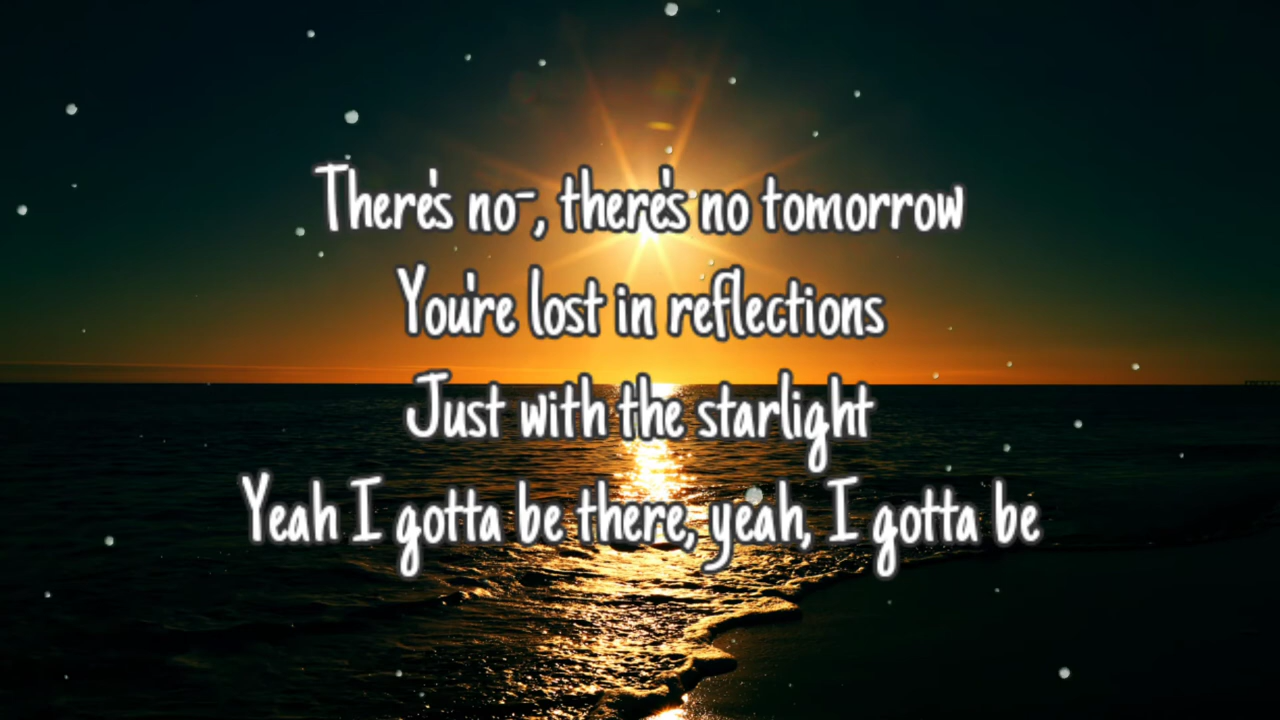 There's no-, there's no tomorrow
You're lost in reflections
Just with the starlight
Yeah I gotta be there, yeah, I gotta be